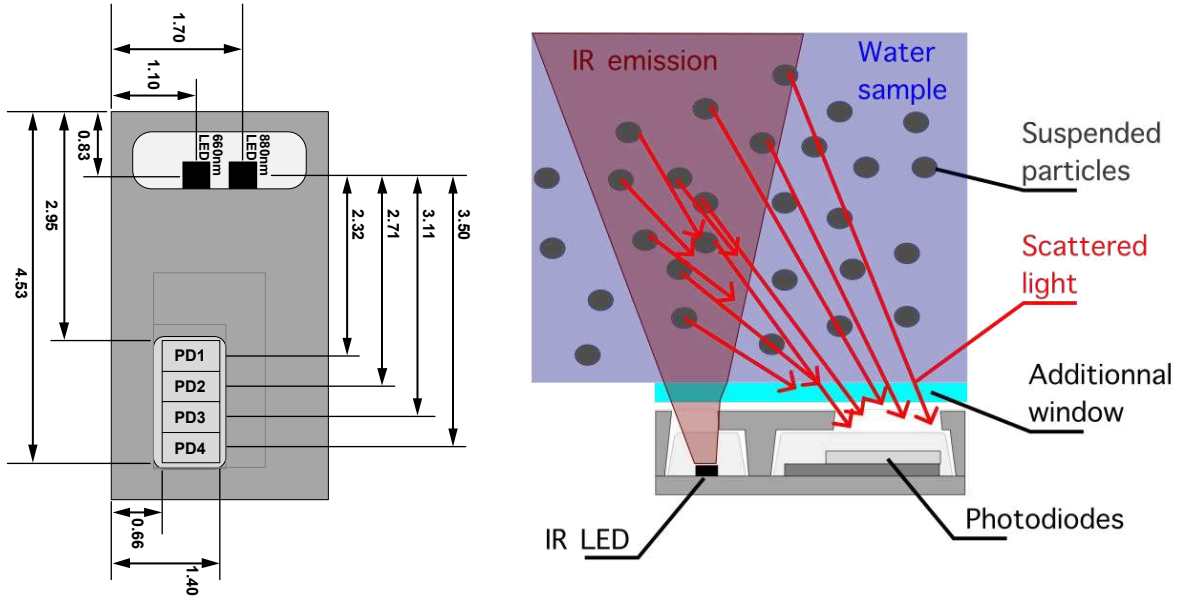 1.70
1.10
0.83
660nm
LED
880nm
LED
2.95
4.53
2.32
2.71
3.11
3.50
PD1
PD2
PD3
PD4
0.66
1.40
IR emission
Water
sample
Suspended
particles
Scattered
light
Additionnal
window
Photodiodes
IR LED